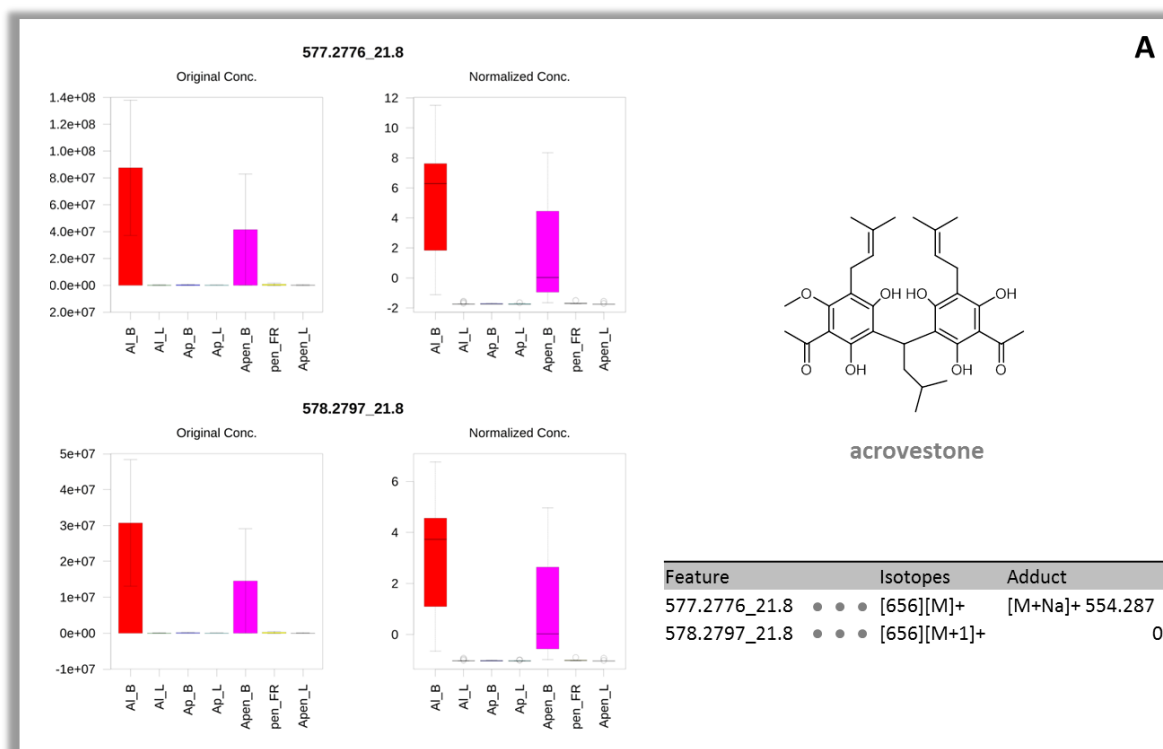 A
577.2776_21.8
Original Conc.
1.4e+08
1.2e+08
1.0e+08
8.0e+07
6.0e+07
4.0e+07
2.0e+07
0.0e+00
2.0e+07
Al_B
Al_L
Ap_B
Ap_L
Apen_B
pen_FR
Apen_L
Normalized Conc.
12
10
8
6
4
2
0
-2
Al_B
Al_L
Ap_B
Ap_L
Apen_B
pen_FR
Apen_L
578.2797_21.8
Original Conc.
5e+07
4e+07
3e+07
2e+07
1e+07
0e+00
-1e+07
Al_B
Al_L
Ap_B
Ap_L
Apen_B
pen_FR
Apen_L
Normalized Conc.
6
4
2
0
Al_B
Al_L
Ap_B
Ap_L
Apen_B
pen_FR
Apen_L
O OH HO OH
O OH OH O
acrovestone
Feature Isotopes Adduct
577.2776_21.8 ● ● ● [656][M]+ [M+Na]+ 554.287
578.2797_21.8 ● ● ● [656][M+1]+ 0